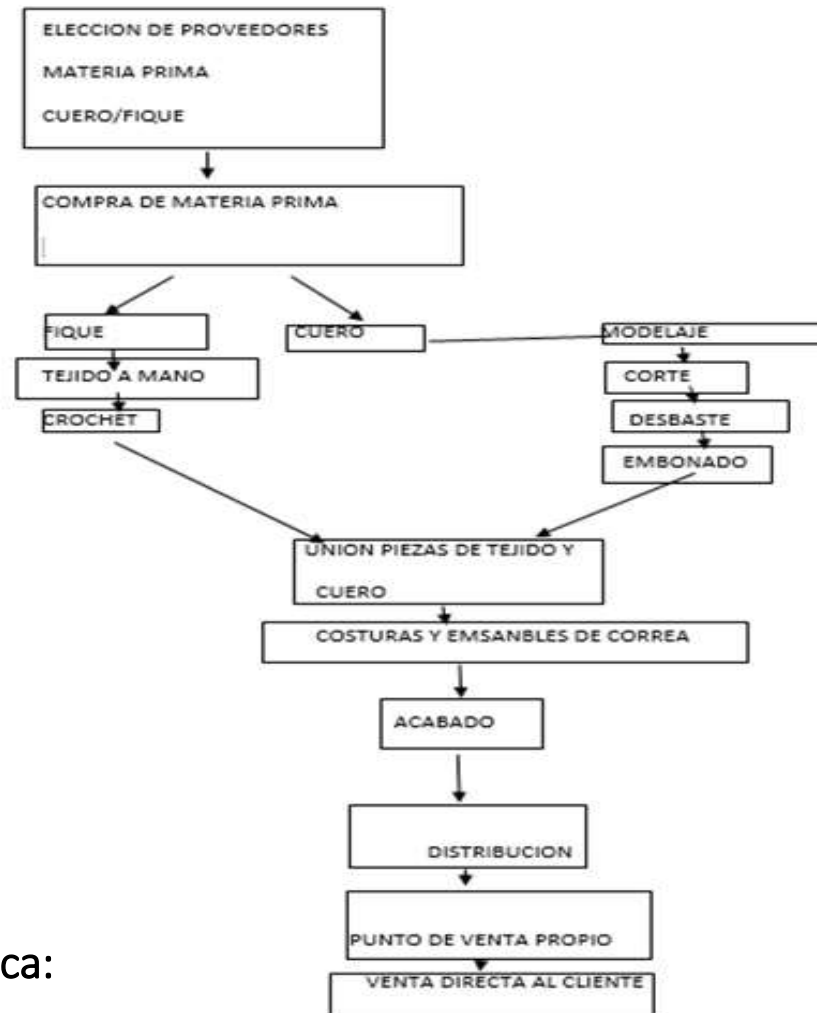 ELECCION DE PROVEEDORES
MATERIA PRIMA
CUERO/FIQUE
COMPRA DE MATERIA PRIMA
FIQUE
CUERO
MODELAJE
TEJIDO A MANO
CORTE
CROCHET
DESBASTE
EMBONADO
UNION PIEZAS DE TEJIDO Y
CUERO
COSTURAS Y EMSANBLES DE CORREA
ACABADO
DISTRIBUCION
PUNTO DE VENTA PROPIO
ca:
VENTA DIRECTA AL CLIENTE